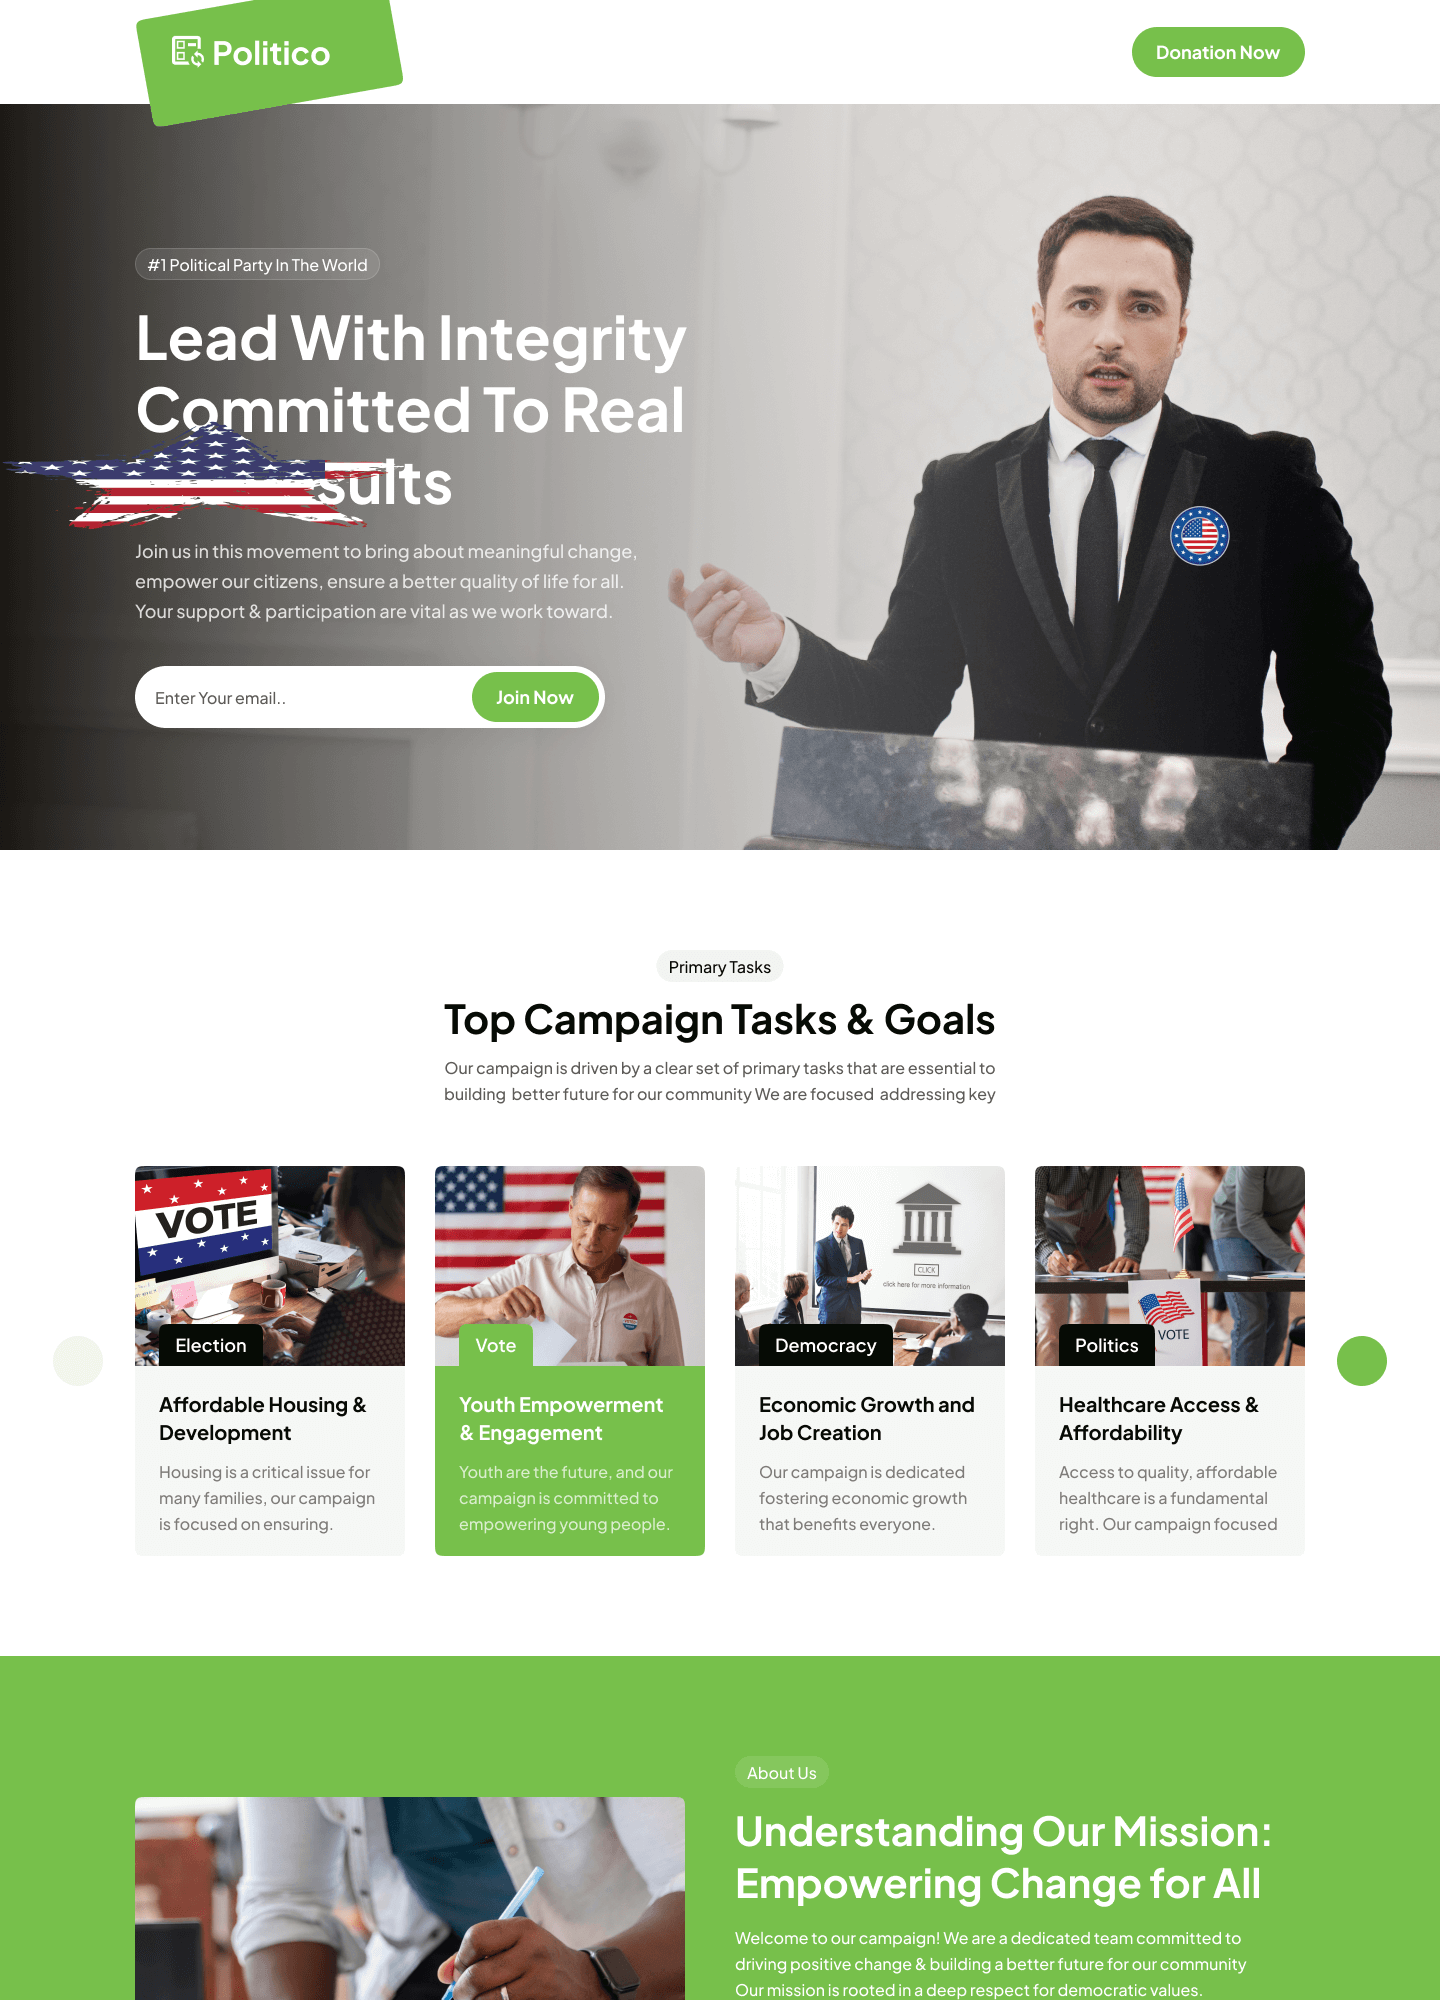 Politico
Donation Now
#1 Political Party In The World
Lead With Integrity
Committed To Real
sults
Join us in this movement to bring about meaningful change,
empower our citizens, ensure a better quality of life for all.
Your support & participation are vital as we work toward.
Enter Your email..
Join Now
Primary Tasks
Top Campaign Tasks & Goals
Our campaign is driven by a clear set of primary tasks that are essential to
building better future for our community We are focused addressing key
VOTE
CLICK
click here for more information
VOTE
Election
Vote
Democracy
Politics
Affordable Housing &
Development
Housing is a critical issue for
many families, our campaign
is focused on ensuring.
Youth Empowerment
& Engagement
Youth are the future, and our
campaign is committed to
empowering young people.
Economic Growth and
Job Creation
Our campaign is dedicated
fostering economic growth
that benefits everyone.
Healthcare Access &
Affordability
Access to quality, affordable
healthcare is a fundamental
right. Our campaign focused
About Us
Understanding Our Mission:
Empowering Change for All
Welcome to our campaign! We are a dedicated team committed to
driving positive change & building a better future for our community
Our mission is rooted in a deep respect for democratic values.